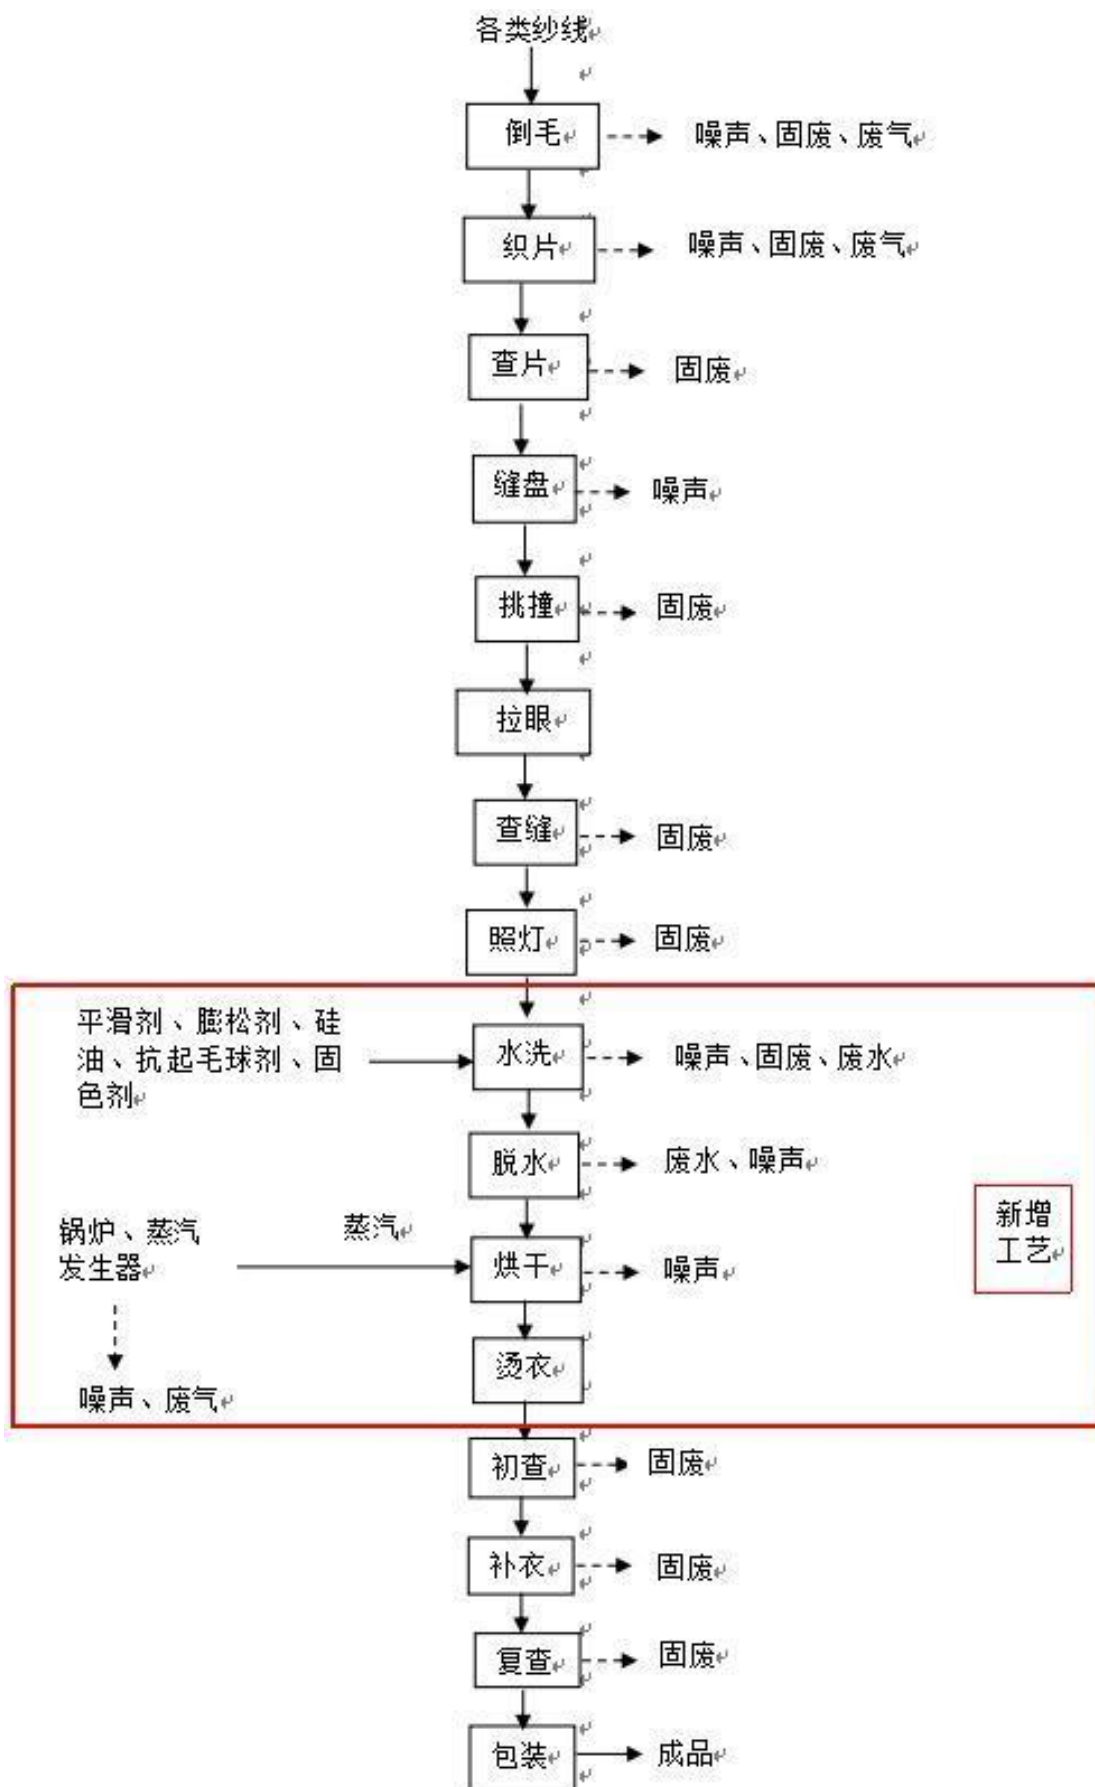 各类纱线
倒毛
噪声、固废、废气
织片
噪声、固废、废气
查片
固废
缝盘
噪声
挑撞
固废
拉眼
查缝
固废
照灯
固废
平滑剂、膨松剂、硅
油、抗起毛球剂、固
色剂
水洗
噪声、固废、废水
脱水
废水、噪声
锅炉、蒸汽
发生器
蒸汽
烘干
噪声
新增
工艺
烫衣
噪声、废气
初查
固废
补衣
固废
复查
固废
包装
成品